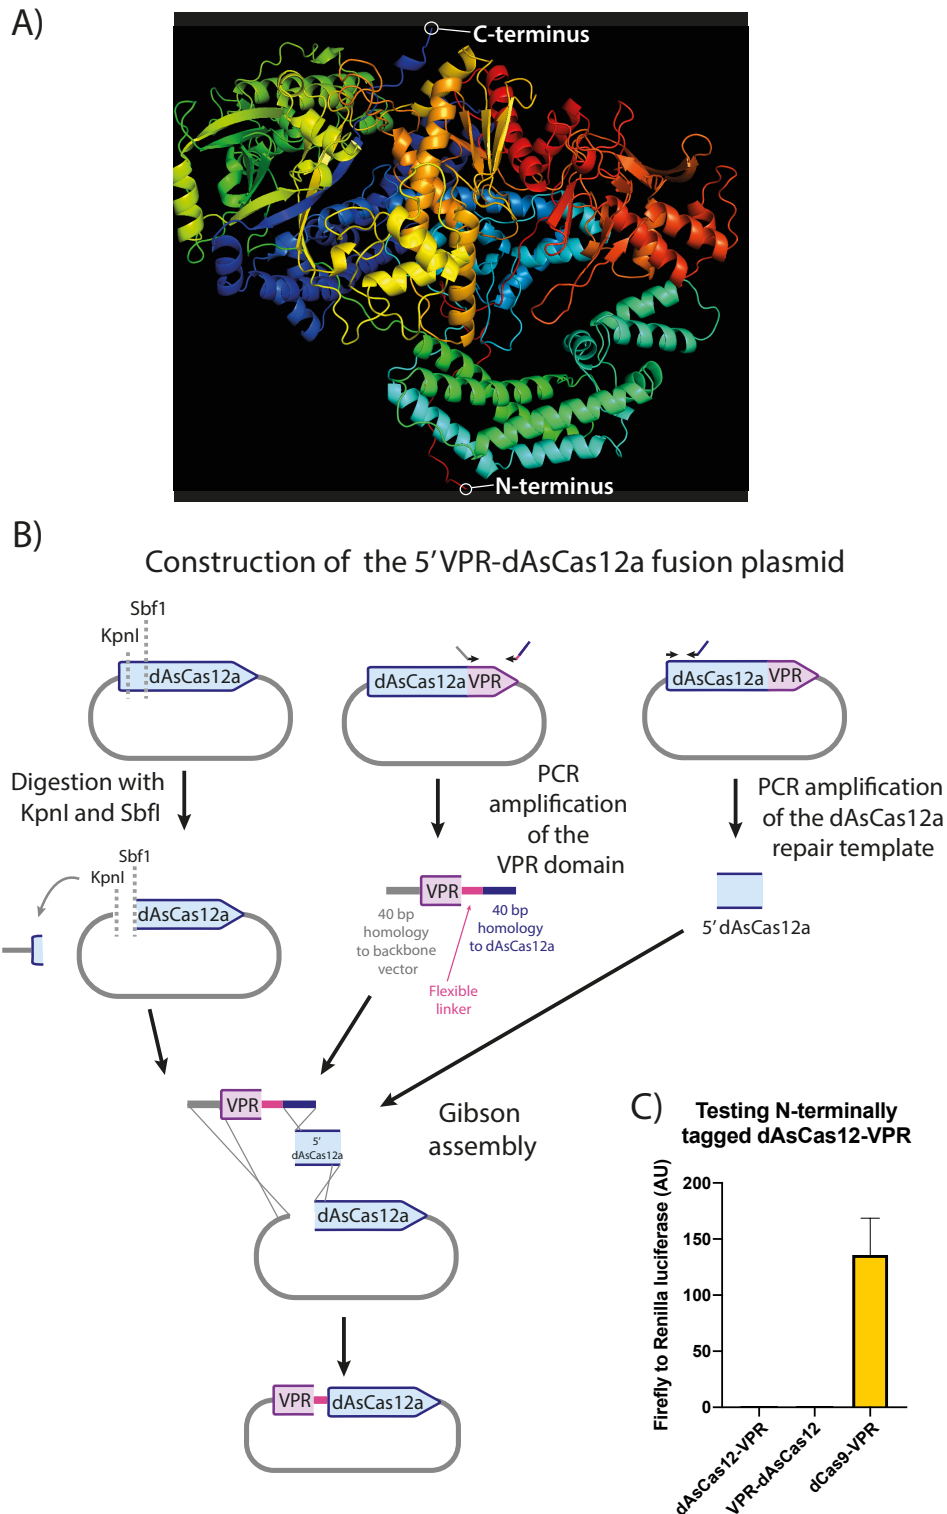 A)
C-terminus
N-terminus
B)
Construction of the 5’ VPR-dAsCas12a fusion plasmid
Sbf1
KpnI
dAsCas12a
dAsCas12a VPR
dAsCas12a VPR
Digestion with
KpnI and SbfI
PCR
amplification
of the
VPR domain
PCR amplification
of the dAsCas12a
repair template
Sbf1
KpnI
dAsCas12a
VPR
40 bp
homology
to backbone
vector
40 bp
homology
to dAsCas12a
Flexible
linker
5’ dAsCas12a
VPR
5’
dAsCas12a
Gibson
assembly
dAsCas12a
VPR dAsCas12a
C)
Testing N-terminally
tagged dAsCas12-VPR
Firefly to Renilla luciferase (AU)
200
150
100
50
0
dAsCas12-VPR
VPR-dAsCas12
dCas9-VPR